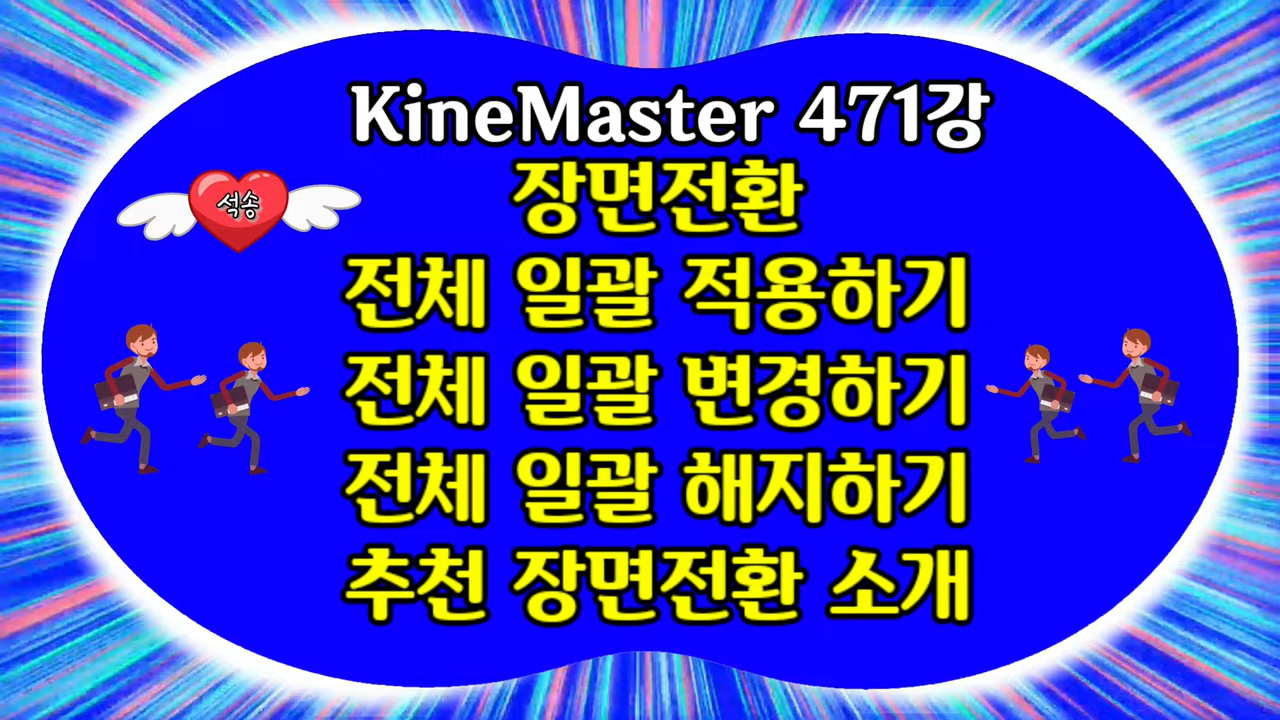 KineMaster 471강
장면전환
석송
전체 일괄 적용하기
전체 일괄 변경하기
전체 일괄 해지하기
추천 장면전환 소개